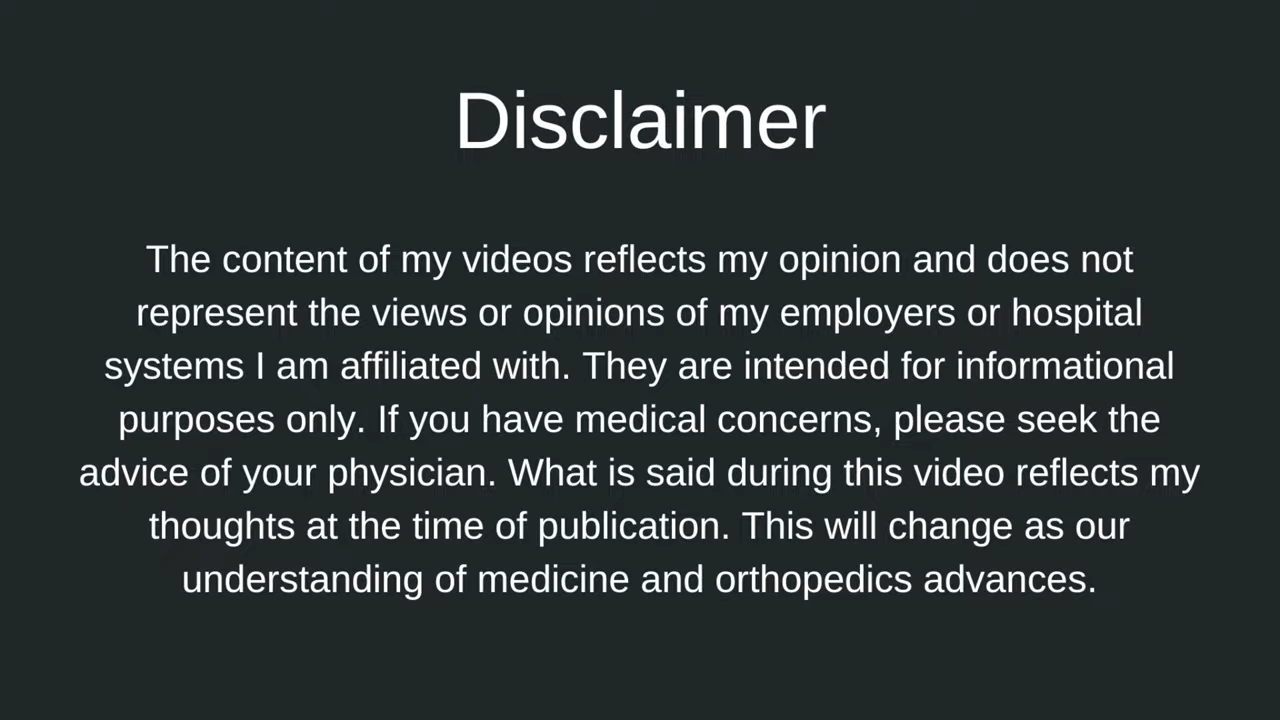 Disclaimer
The content of my videos reflects my opinion and does not
represent the views or opinions of my employers or hospital
systems I am affiliated with. They are intended for informational
purposes only. If you have medical concerns, please seek the
advice of your physician. What is said during this video reflects my
thoughts at the time of publication. This will change as our
understanding of medicine and orthopedics advances.